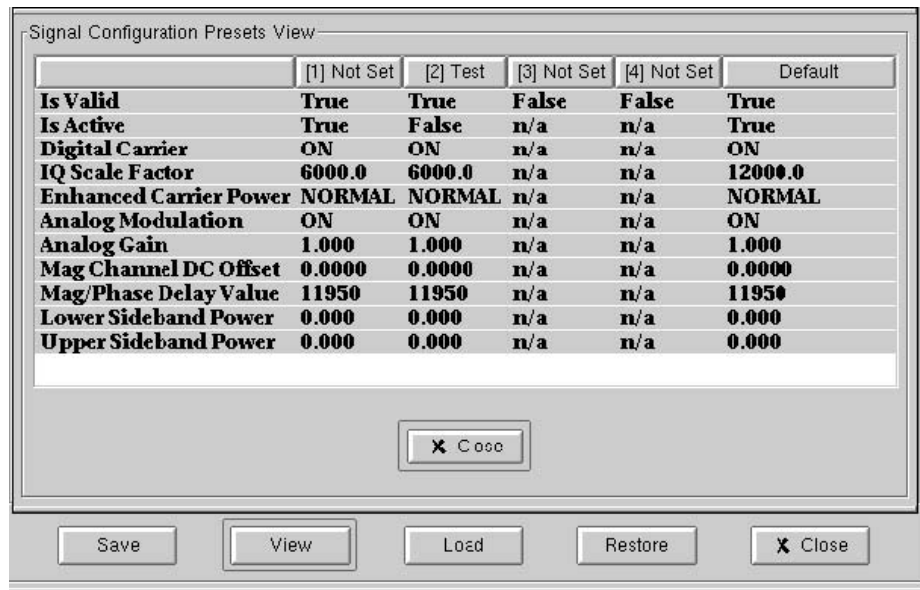 Signal Configuration Presets View
[1] Not Set [2] Test [3] Not Set [4] Not Set Default
Is Valid True True False False True
Is Active True False n/a n/a True
Digital Carrier ON ON n/a n/a ON
IQ Scale Factor 6000.0 6000.0 n/a n/a 12000.0
Enhanced Carrier Power NORMAL NORMAL n/a n/a NORMAL
Analog Modulation ON ON n/a n/a ON
Analog Gain 1.000 1.000 n/a n/a 1.000
Mag Channel DC Offset 0.0000 0.0000 n/a n/a 0.0000
Mag/Phase Delay Value 11950 11950 n/a n/a 11950
Lower Sideband Power 0.000 0.000 n/a n/a 0.000
Upper Sideband Power 0.000 0.000 n/a n/a 0.000
Close
Save View Load Restore Close